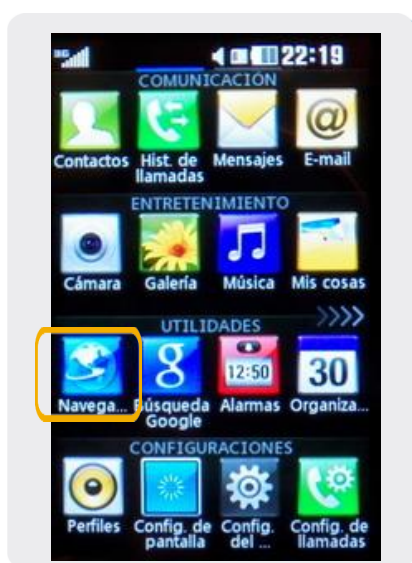 3G 22:19
COMUNICACIÓN
Contactos Hist. de llamadas Mensajes E-mail
@
ENTRETENIMIENTO
Cámara Galería Música Mis cosas
UTILIDADES
g 12:50 30
Navega... Búsqueda Google Alarmas Organiza...
CONFIGURACIONES
Perfiles Config. de pantalla Config. del ... Config. de llamadas